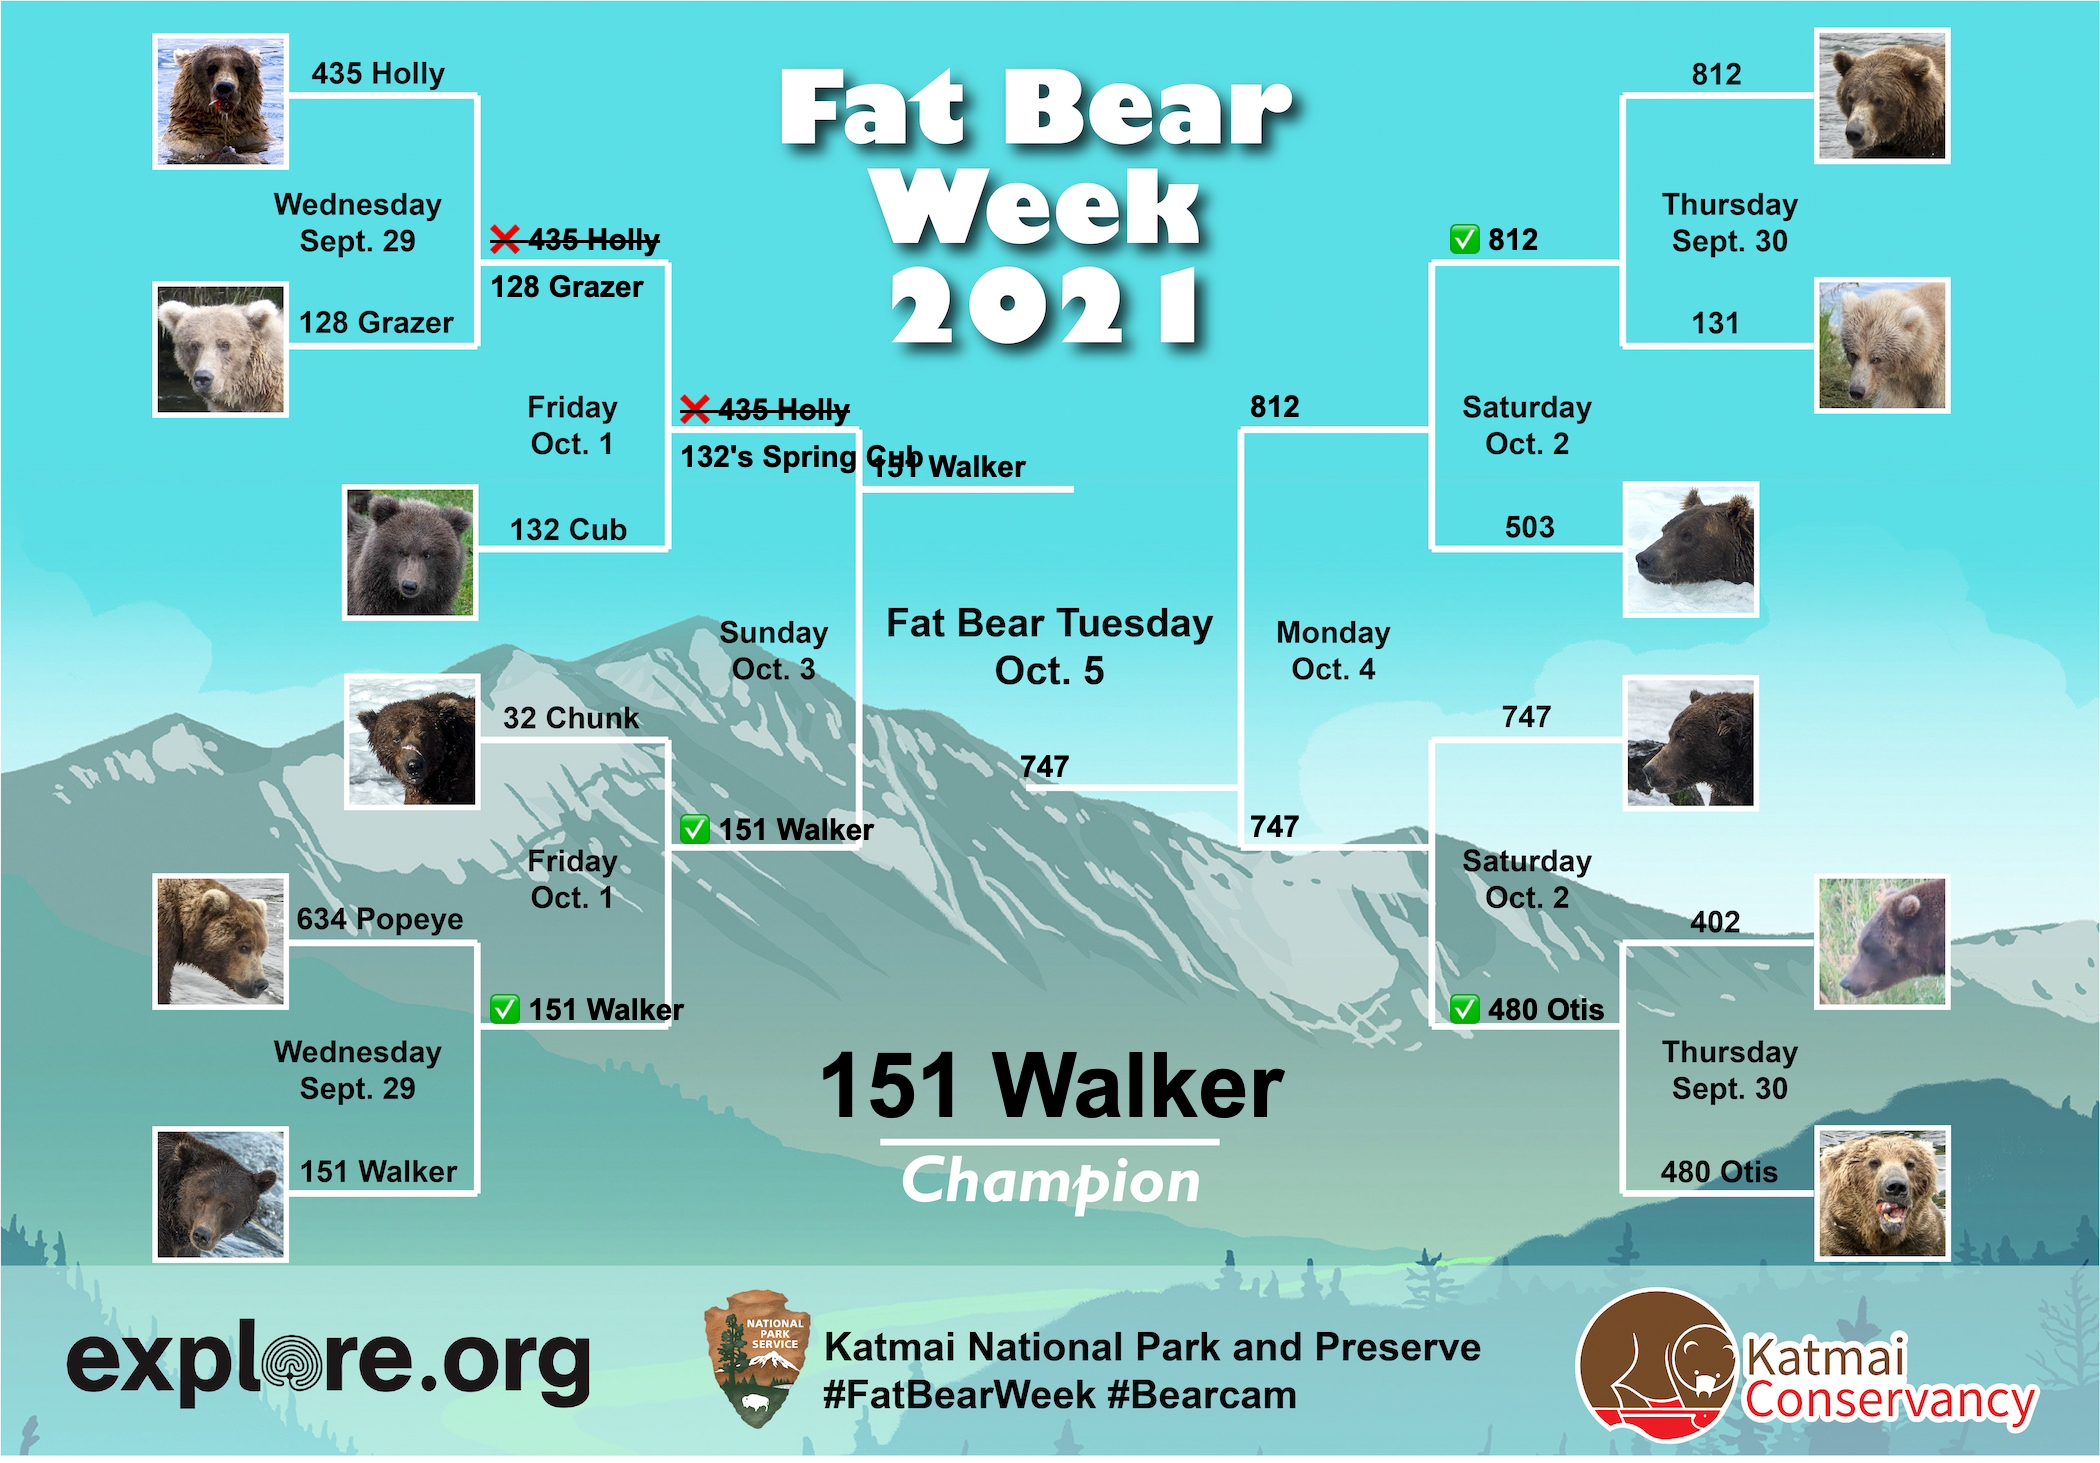 Fat Bear
Week
2021
435 Holly
Wednesday
Sept. 29
128 Grazer
❌ 435 Holly
128 Grazer
Friday
Oct. 1
132 Cub
❌ 435 Holly
132's Spring Cub
151 Walker
Sunday
Oct. 3
32 Chunk
✅ 151 Walker
Friday
Oct. 1
634 Popeye
✅ 151 Walker
Wednesday
Sept. 29
151 Walker
Fat Bear Tuesday
Oct. 5
747
812
Thursday
Sept. 30
131
✅ 812
Saturday
Oct. 2
503
812
Monday
Oct. 4
747
747
Saturday
Oct. 2
402
✅ 480 Otis
Thursday
Sept. 30
480 Otis
151 Walker
Champion
explore.org
NATIONAL
PARK
SERVICE
Katmai National Park and Preserve
#FatBearWeek #Bearcam
Katmai
Conservancy